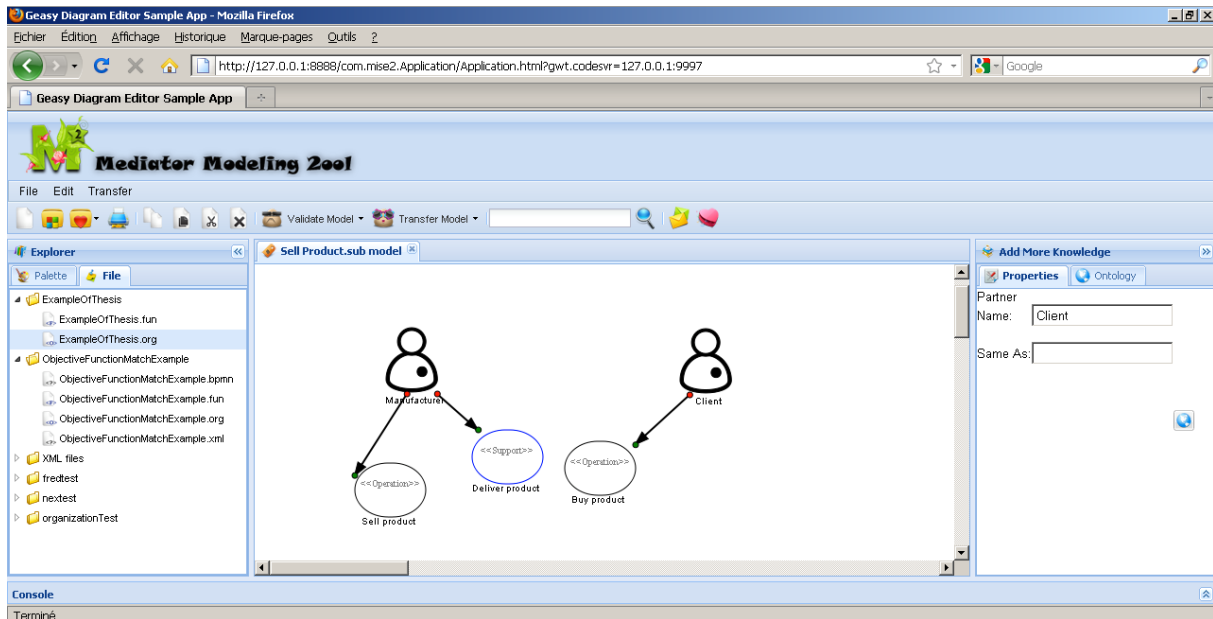 Geasy Diagram Editor Sample App - Mozilla Firefox
Fichier Édition Affichage Historique Marque-pages Outils ?
http://127.0.0.1:8888/com.mise2.Application/Application.html?gwt.codesvr=127.0.0.1:9997
Google
Geasy Diagram Editor Sample App
M 2 Mediator Modeling 2ool
File Edit Transfer
Validate Model Transfer Model
Explorer
Sell Product.sub model
Add More Knowledge
Palette File
Properties Ontology
ExampleOfThesis
ExampleOfThesis.fun
ExampleOfThesis.org
ObjectiveFunctionMatchExample
ObjectiveFunctionMatchExample.bpmn
ObjectiveFunctionMatchExample.fun
ObjectiveFunctionMatchExample.org
ObjectiveFunctionMatchExample.xml
XML files
fredtest
nextest
organizationTest
Manufacturer
Client
<<Support>>
Deliver product
<<Operation>>
Buy product
<<Operation>>
Sell product
Partner
Name: Client
Same As:
Console
Terminé